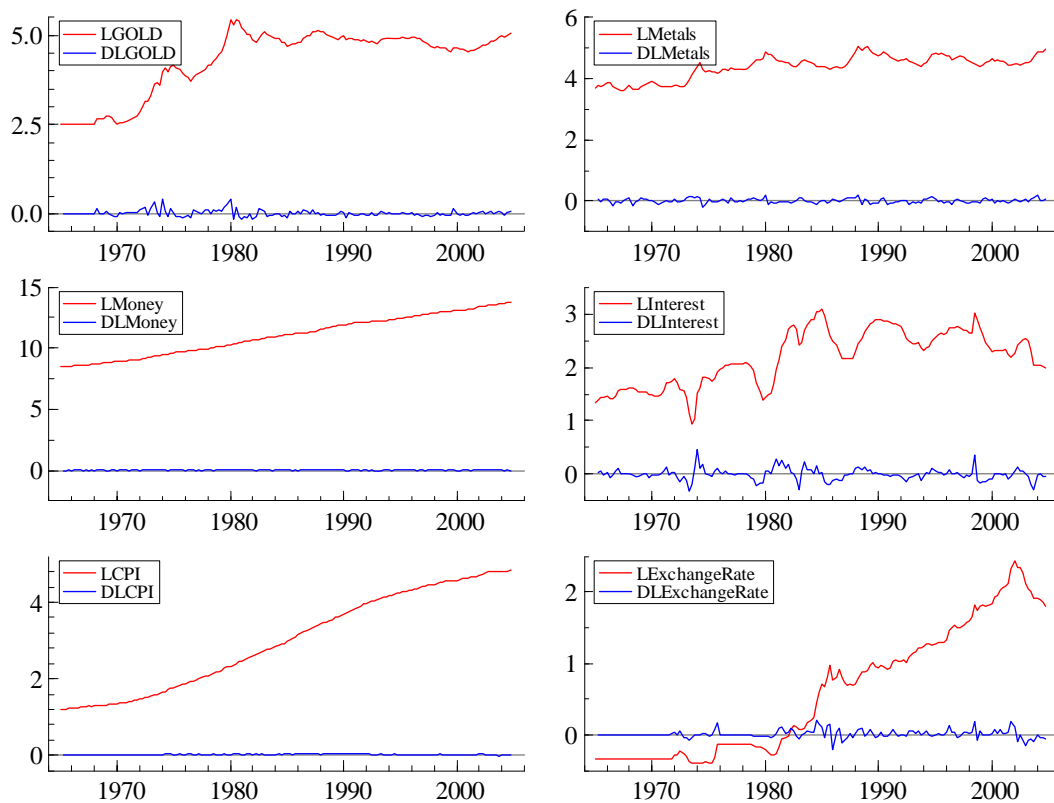 LGOLD
DLGOLD
5.0
2.5
0.0
1970 1980 1990 2000
LMetals
DLMetals
6
4
2
0
1970 1980 1990 2000
LMoney
DLMoney
15
10
5
0
1970 1980 1990 2000
LInterest
DLInterest
3
2
1
0
1970 1980 1990 2000
LCPI
DLCPI
4
2
0
1970 1980 1990 2000
LExchangeRate
DLExchangeRate
2
1
0
1970 1980 1990 2000